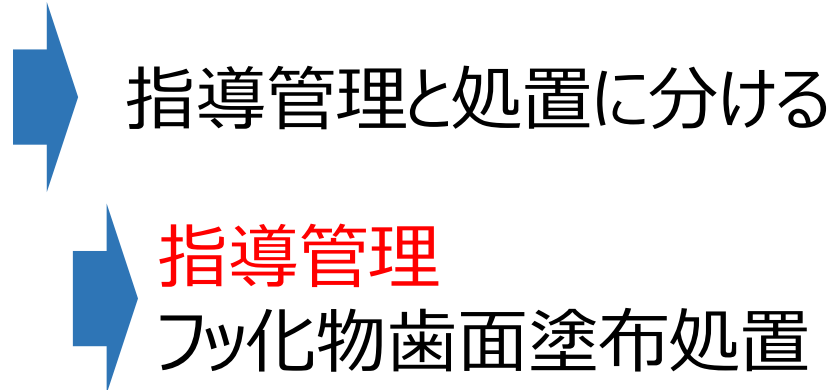 指導管理と処置に分ける
指導管理
フッ化物歯面塗布処置